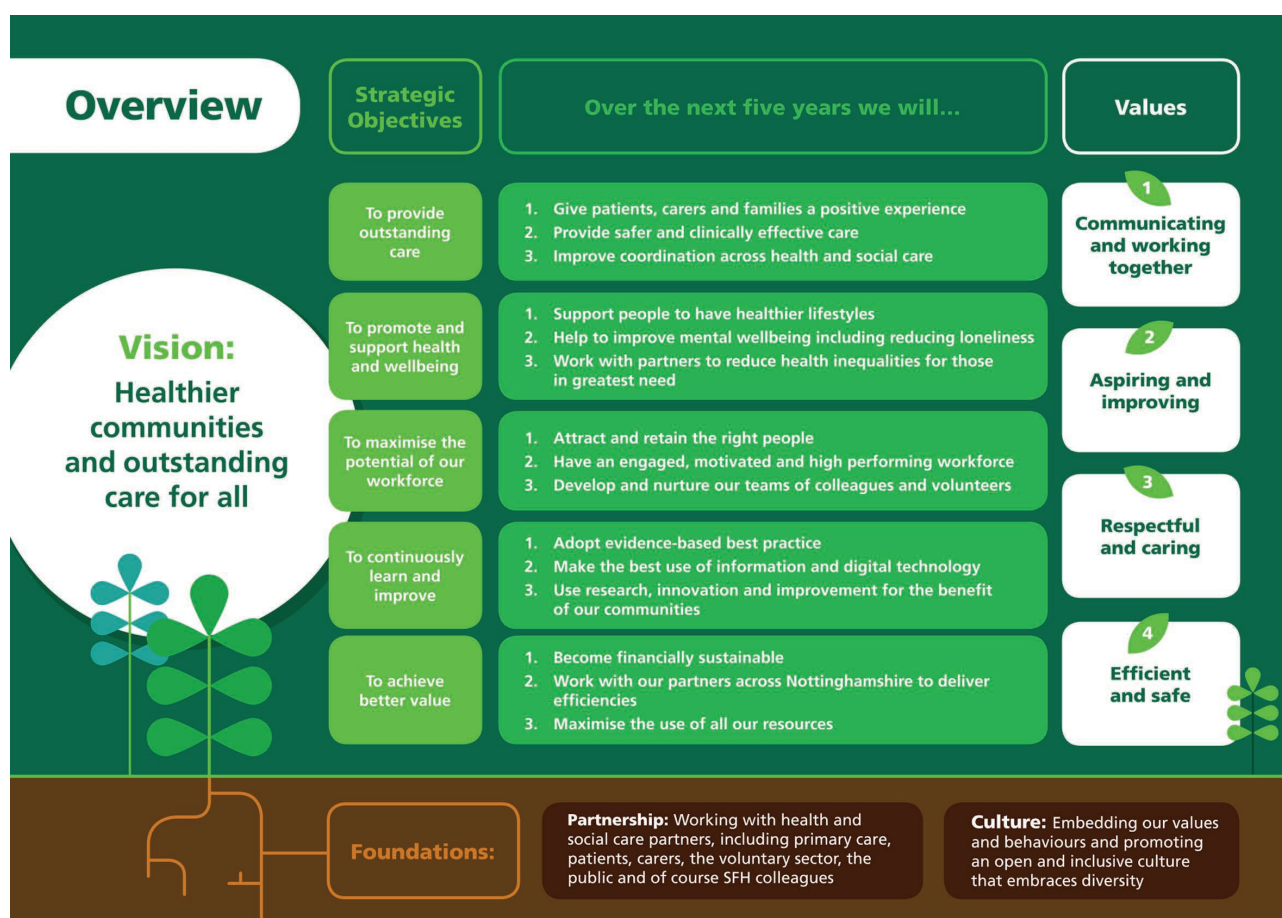 Overview
Strategic
Objectives
Over the next five years we will...
Values
Vision:
Healthier
communities
and outstanding
care for all
To provide
outstanding
care
1. Give patients, carers and families a positive experience
2. Provide safer and clinically effective care
3. Improve coordination across health and social care
To promote and
support health
and wellbeing
1. Support people to have healthier lifestyles
2. Help to improve mental wellbeing including reducing loneliness
3. Work with partners to reduce health inequalities for those
in greatest need
To maximise the
potential of our
workforce
1. Attract and retain the right people
2. Have an engaged, motivated and high performing workforce
3. Develop and nurture our teams of colleagues and volunteers
To continuously
learn and
improve
1. Adopt evidence-based best practice
2. Make the best use of information and digital technology
3. Use research, innovation and improvement for the benefit
of our communities
To achieve
better value
1. Become financially sustainable
2. Work with our partners across Nottinghamshire to deliver
efficiencies
3. Maximise the use of all our resources
1
Communicating
and working
together
2
Aspiring and
improving
3
Respectful
and caring
4
Efficient
and safe
Foundations:
Partnership: Working with health and
social care partners, including primary care,
patients, carers, the voluntary sector, the
public and of course SFH colleagues
Culture: Embedding our values
and behaviours and promoting
an open and inclusive culture
that embraces diversity